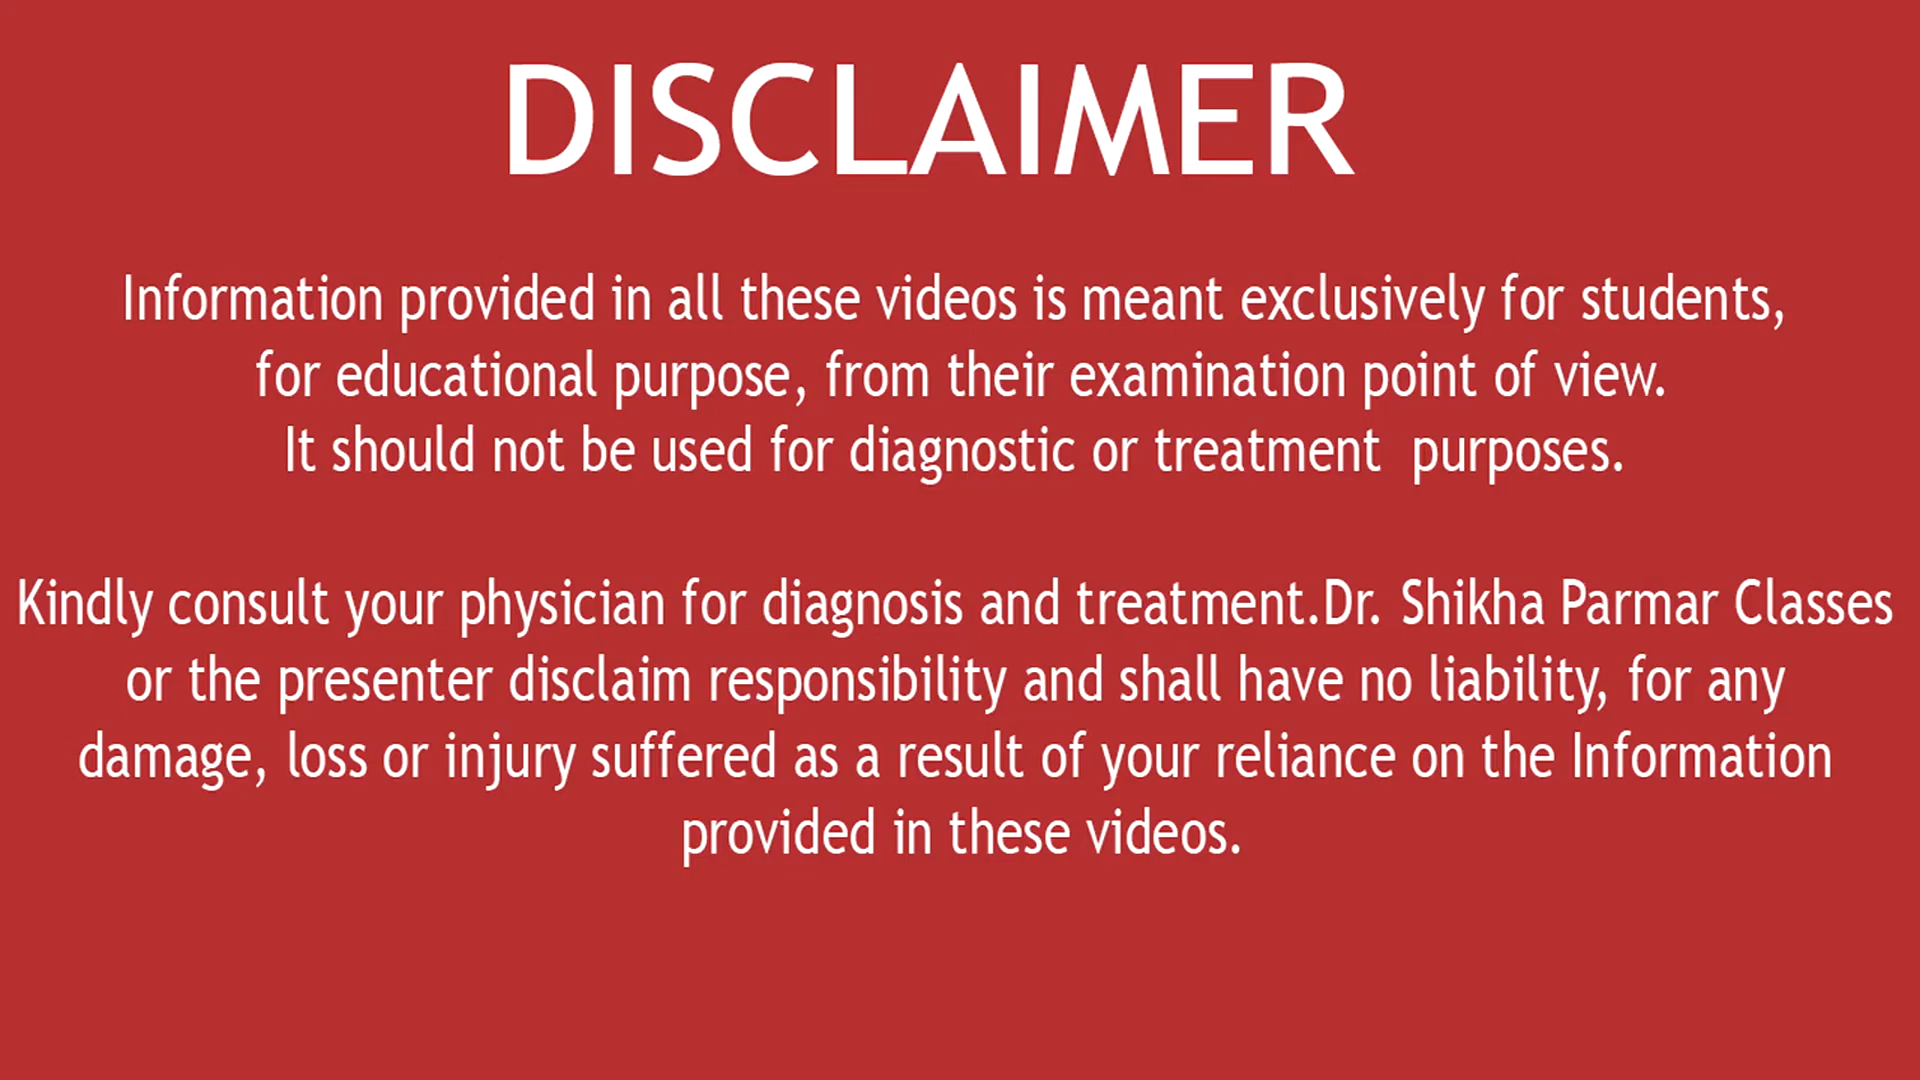 DISCLAIMER
Information provided in all these videos is meant exclusively for students,
for educational purpose, from their examination point of view.
It should not be used for diagnostic or treatment  purposes.
Kindly consult your physician for diagnosis and treatment.Dr. Shikha Parmar Classes
or the presenter disclaim responsibility and shall have no liability, for any
damage, loss or injury suffered as a result of your reliance on the Information
provided in these videos.